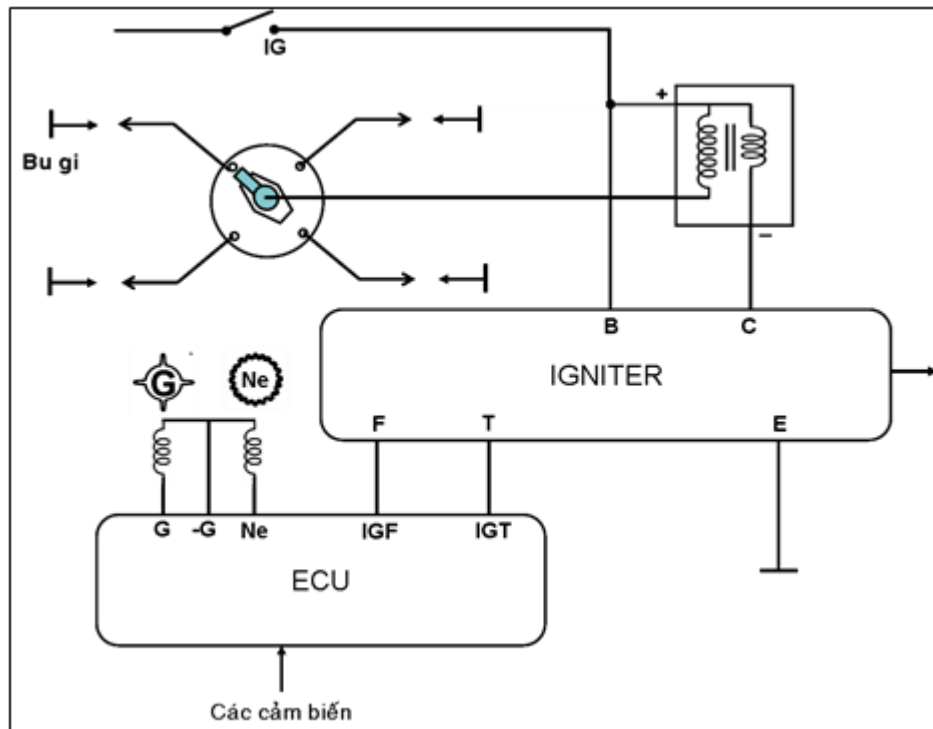 IG
+
Bu gi
–
B C
IGNITER
G Ne
F T E
G -G Ne IGF IGT
ECU
Các cảm biến